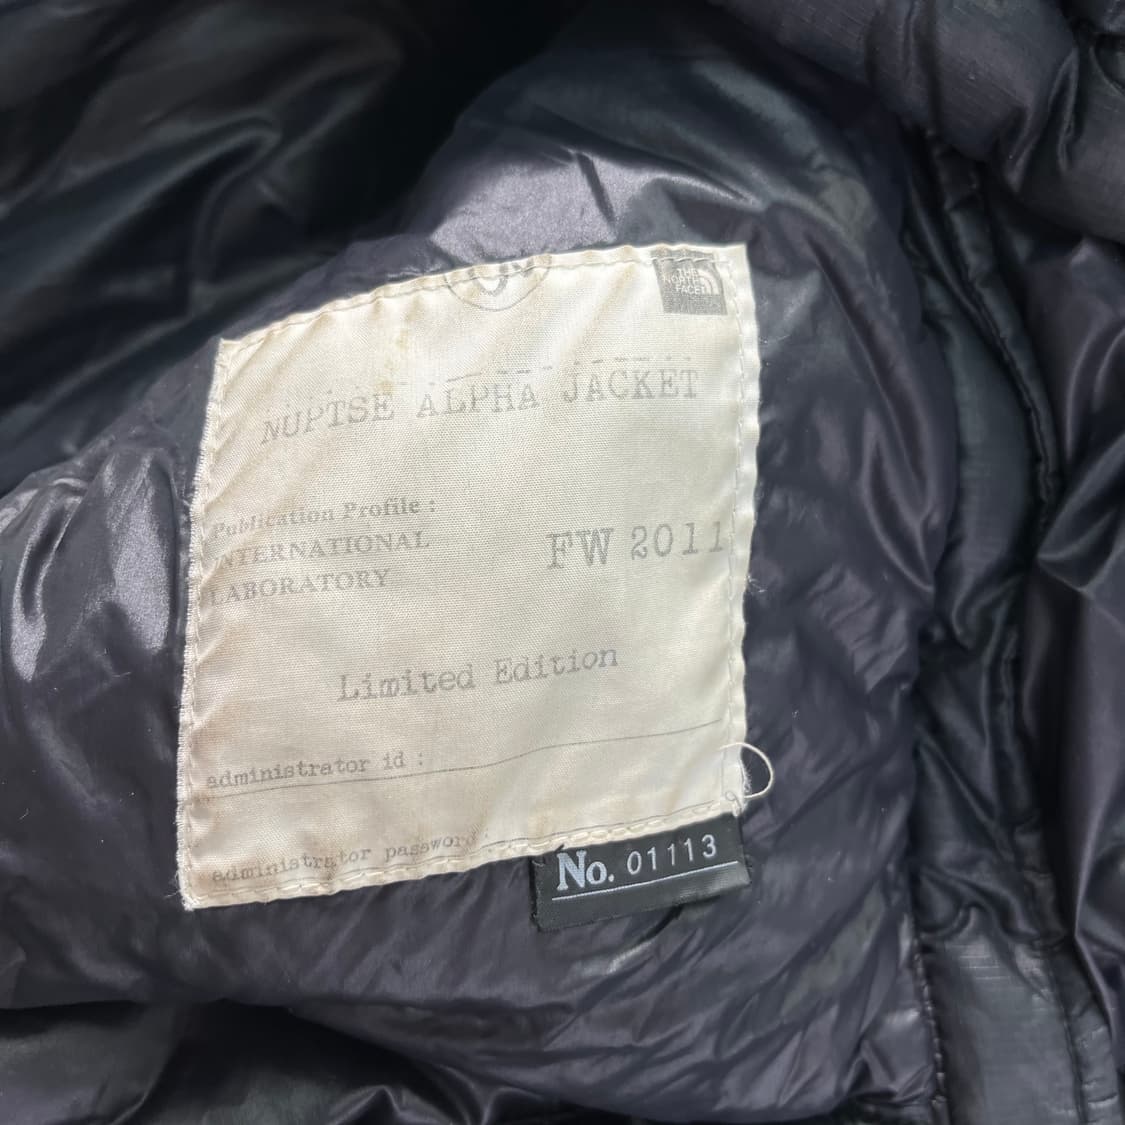 THE
NORTH
FACE
NUPTSE ALPHA JACKET
Publication Profile :
INTERNATIONAL
LABORATORY
FW 2011
Limited Edition
administrator id :
administrator password :
No. 01113